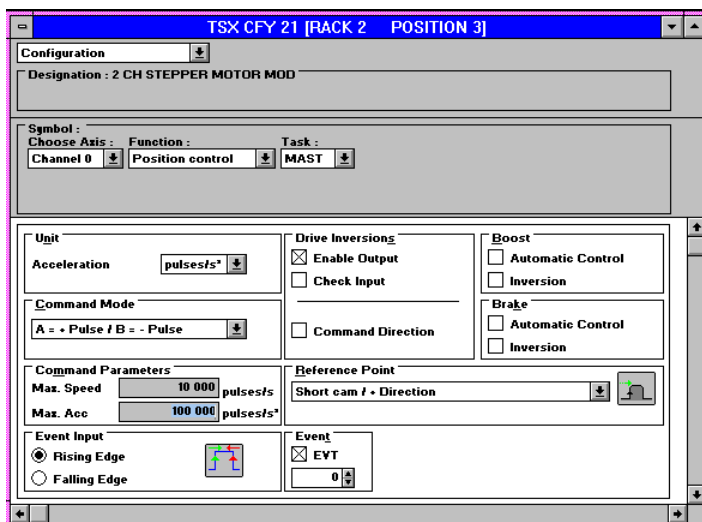 TSX CFY 21 [RACK 2 POSITION 3]
Configuration
Designation : 2 CH STEPPER MOTOR MOD
Symbol :
Choose Axis : Function : Task :
Channel 0 Position control MAST
Unit
Acceleration pulses/s²
Drive Inversions
Enable Output
Check Input
Command Direction
Boost
Automatic Control
Inversion
Command Mode
A = + Pulse / B = - Pulse
Brake
Automatic Control
Inversion
Command Parameters
Max. Speed 10 000 pulses/s
Max. Acc 100 000 pulses/s²
Reference Point
Short cam / + Direction
Event Input
Rising Edge
Falling Edge
Event
EVT
0